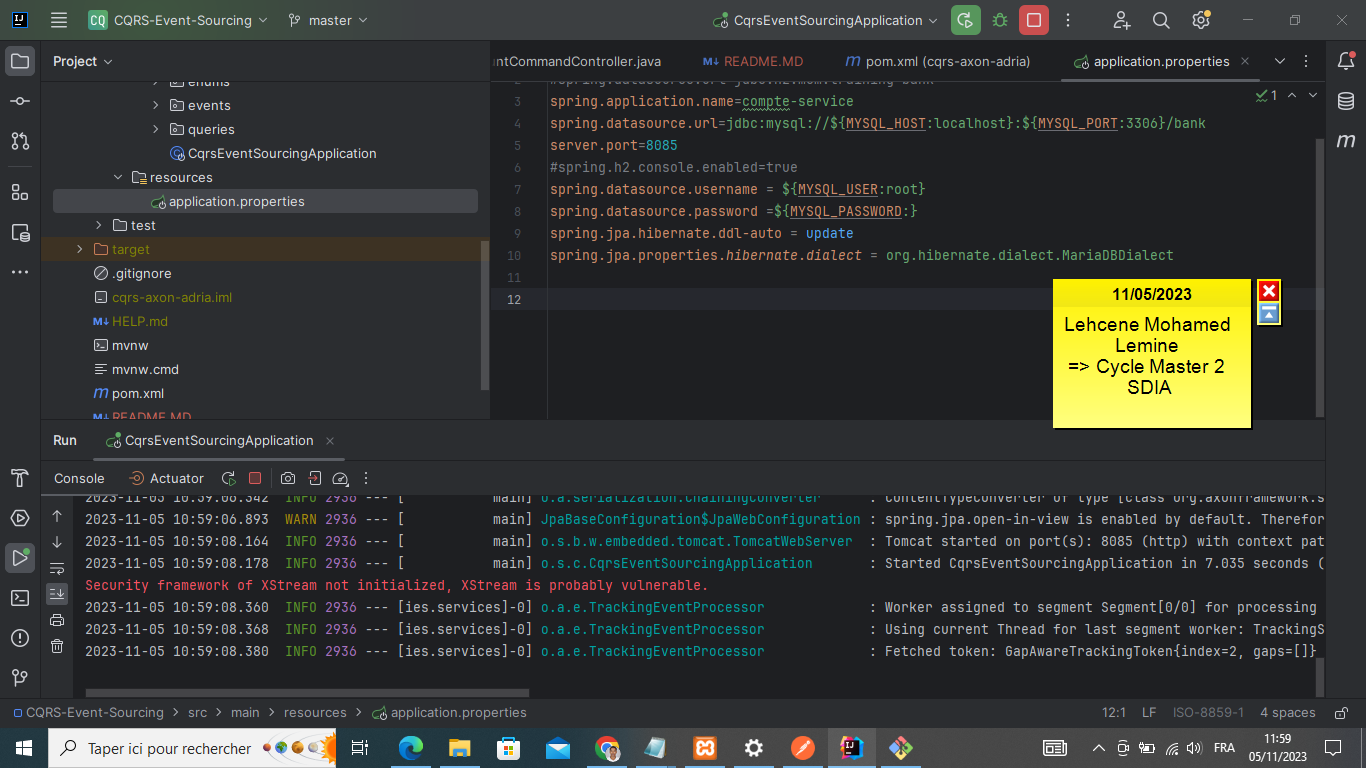 CQ CQRS-Event-Sourcing master CqrsEventSourcingApplication
Project
enums
events
queries
CqrsEventSourcingApplication
resources
application.properties
test
target
.gitignore
cqrs-axon-adria.iml
HELP.md
mvnw
mvnw.cmd
pom.xml
README.MD
ntCommandController.java README.MD pom.xml (cqrs-axon-adria) application.properties
1
3 spring.application.name=compte-service
4 spring.datasource.url=jdbc:mysql://${MYSQL_HOST:localhost}:${MYSQL_PORT:3306}/bank
5 server.port=8085
6 #spring.h2.console.enabled=true
7 spring.datasource.username = ${MYSQL_USER:root}
8 spring.datasource.password =${MYSQL_PASSWORD:}
9 spring.jpa.hibernate.ddl-auto = update
10 spring.jpa.properties.hibernate.dialect = org.hibernate.dialect.MariaDBDialect
11
12
11/05/2023
Lehcene Mohamed
Lemine
=> Cycle Master 2
SDIA
Run CqrsEventSourcingApplication
Console Actuator
2023-11-05 10:59:06.342 INFO 2936 --- [ main] o.a.serialization.ChainingConverter : ContentTypeConverter of type [class org.axonframework.s
2023-11-05 10:59:06.893 WARN 2936 --- [ main] JpaBaseConfiguration$JpaWebConfiguration : spring.jpa.open-in-view is enabled by default. Therefor
2023-11-05 10:59:08.164 INFO 2936 --- [ main] o.s.b.w.embedded.tomcat.TomcatWebServer : Tomcat started on port(s): 8085 (http) with context pat
2023-11-05 10:59:08.178 INFO 2936 --- [ main] o.s.c.CqrsEventSourcingApplication : Started CqrsEventSourcingApplication in 7.035 seconds (
Security framework of XStream not initialized, XStream is probably vulnerable.
2023-11-05 10:59:08.360 INFO 2936 --- [ies.services]-0] o.a.e.TrackingEventProcessor : Worker assigned to segment Segment[0/0] for processing
2023-11-05 10:59:08.368 INFO 2936 --- [ies.services]-0] o.a.e.TrackingEventProcessor : Using current Thread for last segment worker: TrackingS
2023-11-05 10:59:08.380 INFO 2936 --- [ies.services]-0] o.a.e.TrackingEventProcessor : Fetched token: GapAwareTrackingToken{index=2, gaps=[]}
CQRS-Event-Sourcing > src > main > resources > application.properties 12:1 LF ISO-8859-1 4 spaces
Taper ici pour rechercher
FRA
11:59
05/11/2023